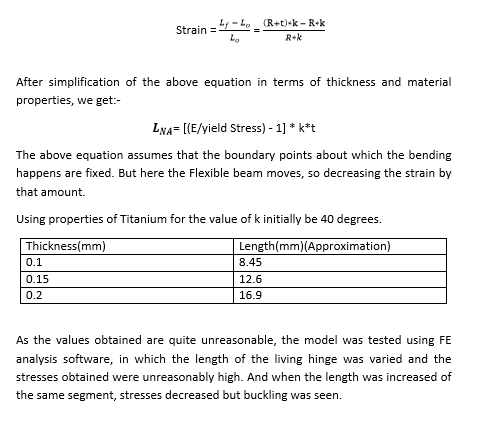 Strain = (L_f − L_o)/L_o = ((R+t)∗k − R∗k)/(R∗k)
After simplification of the above equation in terms of thickness and material
properties, we get:-
L_NA= [(E/yield Stress) - 1] * k*t
The above equation assumes that the boundary points about which the bending
happens are fixed. But here the Flexible beam moves, so decreasing the strain by
that amount.
Using properties of Titanium for the value of k initially be 40 degrees.
Thickness(mm) Length(mm)(Approximation)
0.1 8.45
0.15 12.6
0.2 16.9
As the values obtained are quite unreasonable, the model was tested using FE
analysis software, in which the length of the living hinge was varied and the
stresses obtained were unreasonably high. And when the length was increased of
the same segment, stresses decreased but buckling was seen.